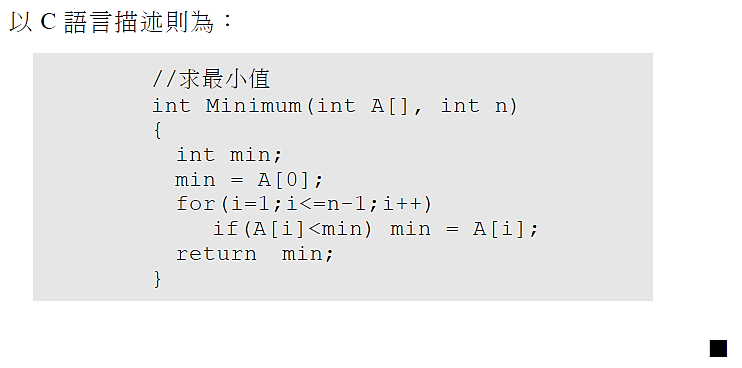 以 C 語言描述則為：
//求最小值
int Minimum(int A[], int n)
{
int min;
min = A[0];
for(i=1;i<=n-1;i++)
if(A[i]<min) min = A[i];
return min;
}